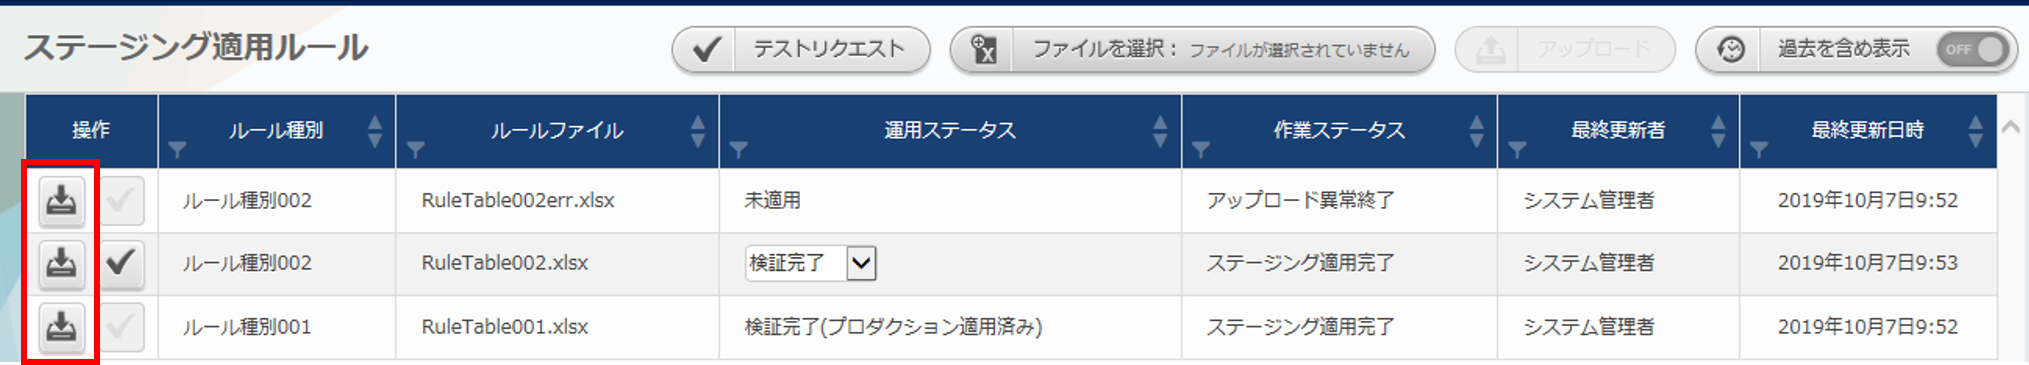 ステージング適用ルール
テストリクエスト
ファイルを選択： ファイルが選択されていません
アップロード
過去を含め表示 OFF
操作 ルール種別 ルールファイル 運用ステータス 作業ステータス 最終更新者 最終更新日時
ルール種別002 RuleTable002err.xlsx 未適用 アップロード異常終了 システム管理者 2019年10月7日9:52
ルール種別002 RuleTable002.xlsx 検証完了 ステージング適用完了 システム管理者 2019年10月7日9:53
ルール種別001 RuleTable001.xlsx 検証完了(プロダクション適用済み) ステージング適用完了 システム管理者 2019年10月7日9:52